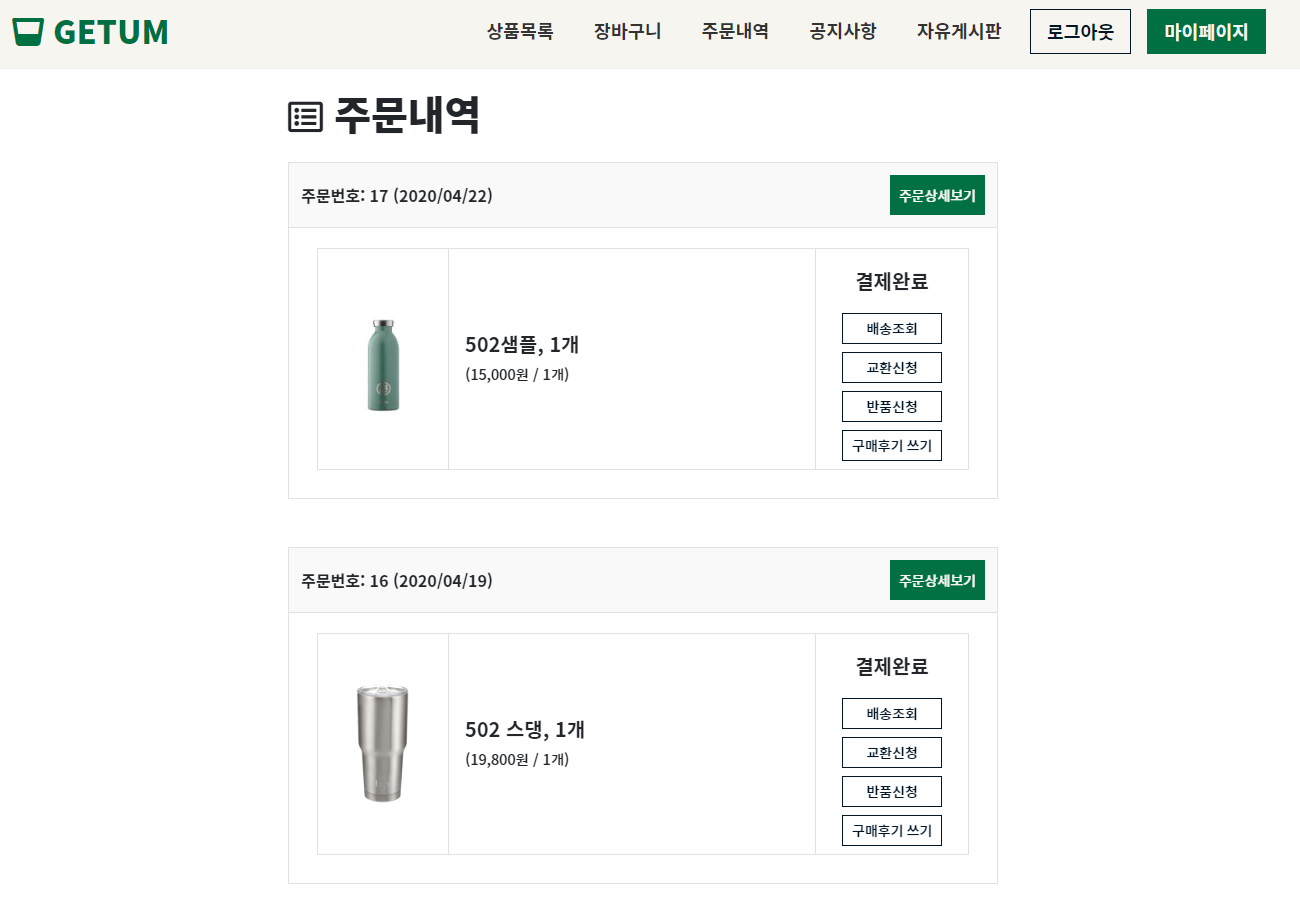 GETUM
상품목록 장바구니 주문내역 공지사항 자유게시판 로그아웃 마이페이지
주문내역
주문번호: 17 (2020/04/22) 주문상세보기
502샘플, 1개
(15,000원 / 1개)
결제완료
배송조회
교환신청
반품신청
구매후기 쓰기
주문번호: 16 (2020/04/19) 주문상세보기
502 스댕, 1개
(19,800원 / 1개)
결제완료
배송조회
교환신청
반품신청
구매후기 쓰기